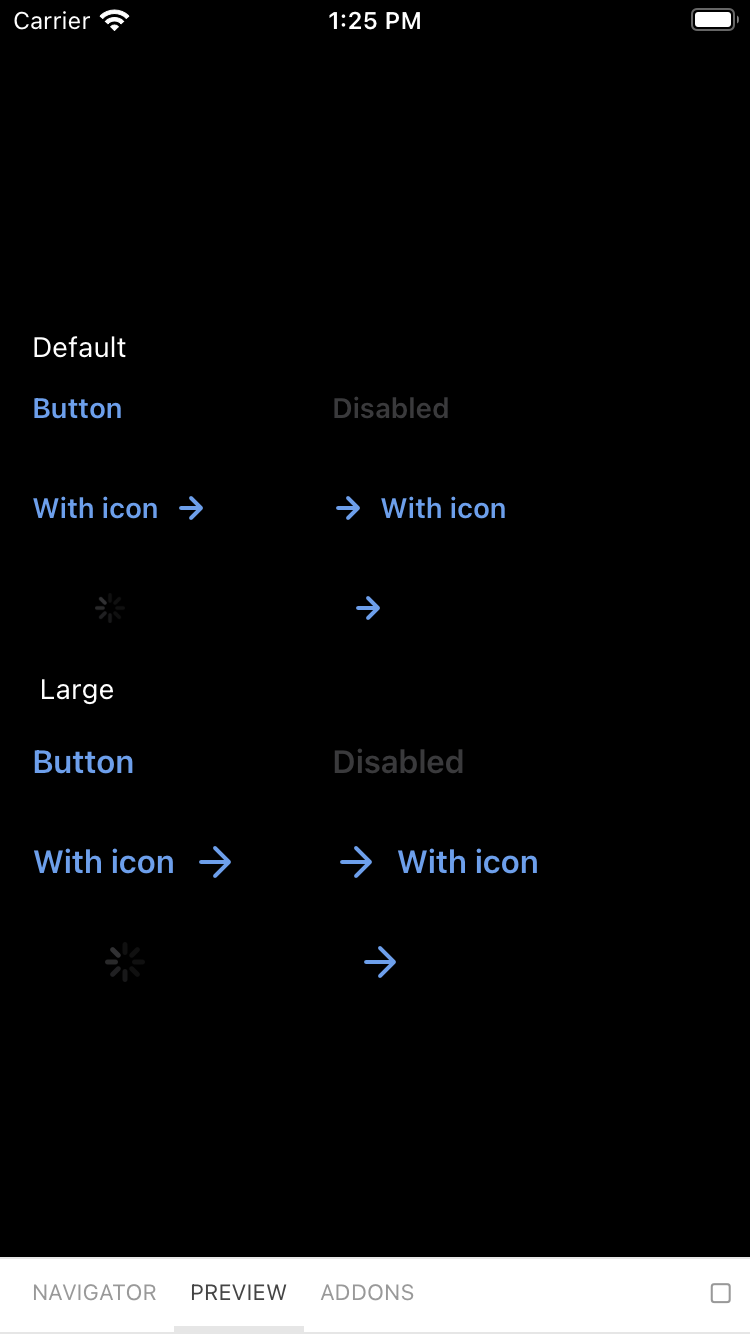 Carrier 1:25 PM
Default
Button Disabled
With icon With icon
Large
Button Disabled
With icon With icon
NAVIGATOR PREVIEW ADDONS